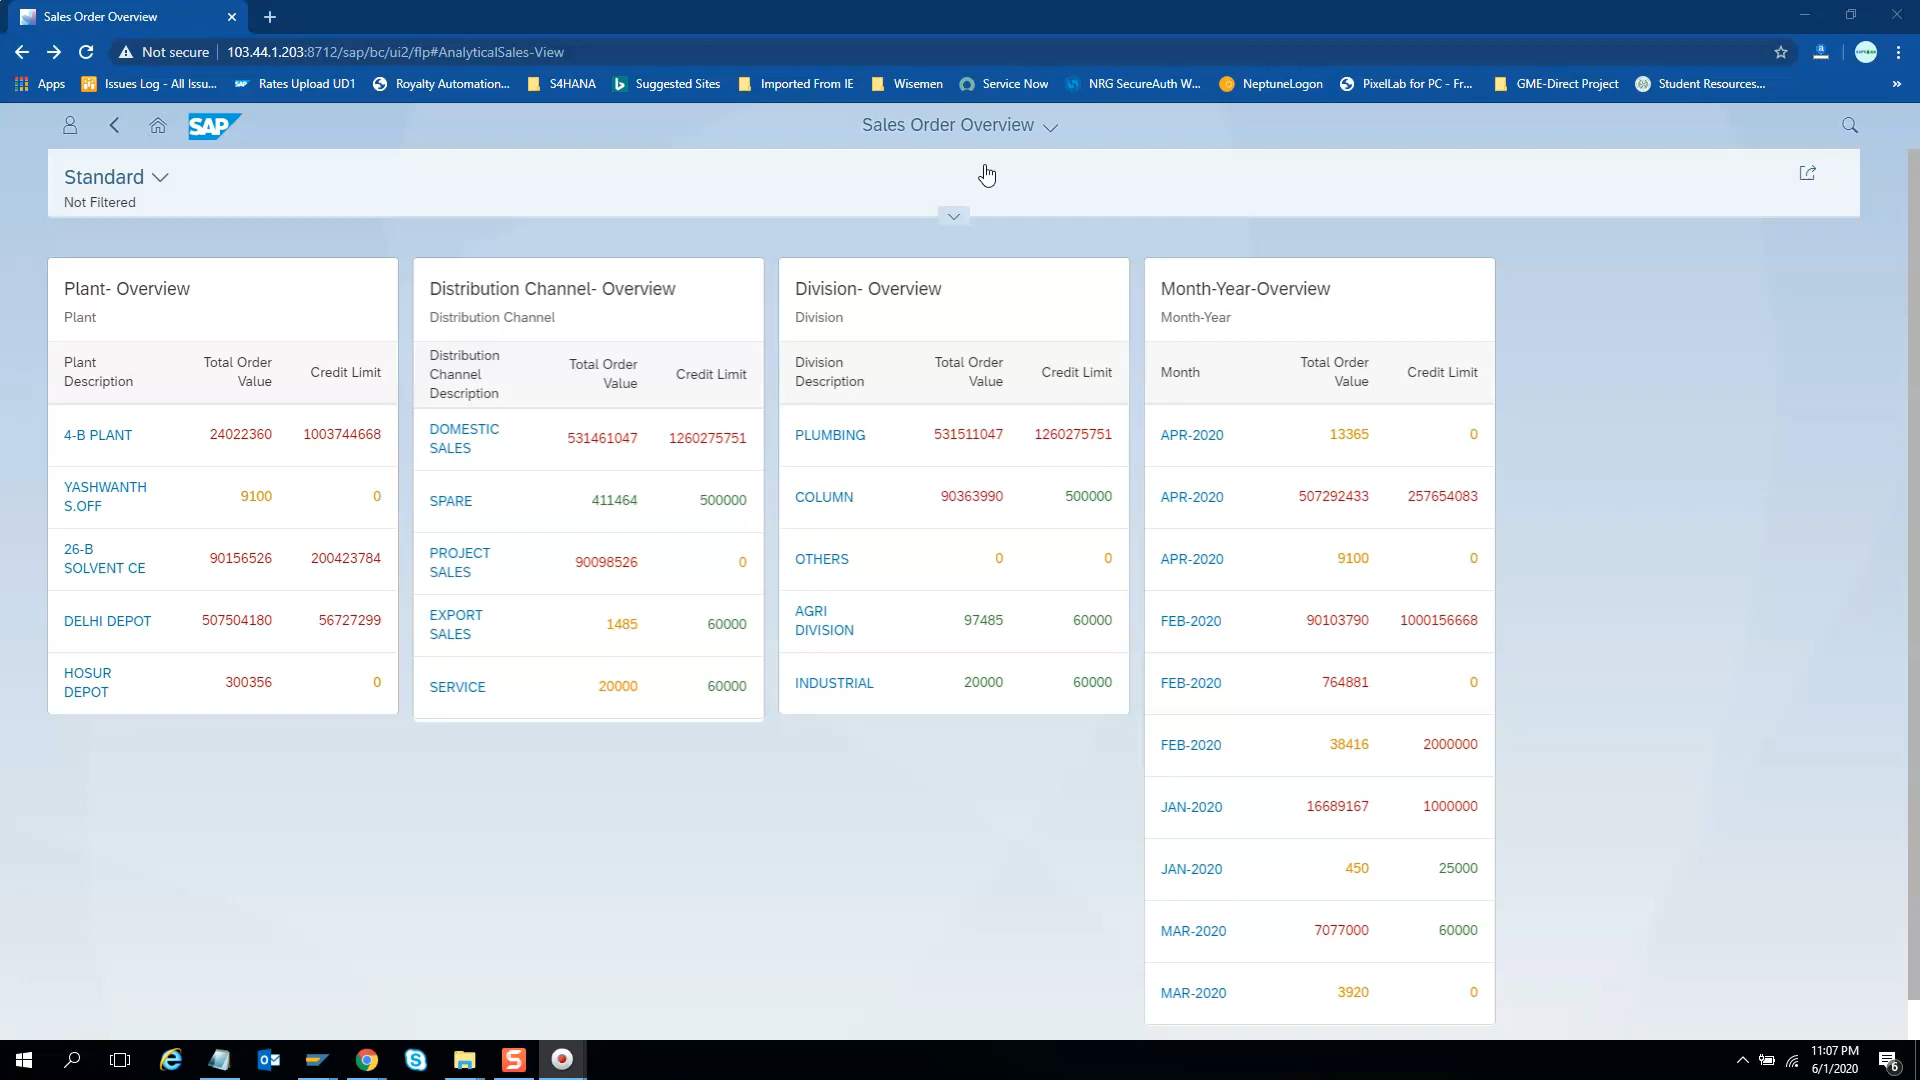 Sales Order Overview
Not secure 103.44.1.203:8712/sap/bc/ui2/flp#AnalyticalSales-View
Apps Issues Log - All Issu... Rates Upload UD1 Royalty Automation... S4HANA Suggested Sites Imported From IE Wisemen Service Now NRG SecureAuth W... NeptuneLogon PixelLab for PC - Fr... GME-Direct Project Student Resources... »
SAP Sales Order Overview
Standard
Not Filtered
Plant- Overview
Plant
Plant Total Order
Description Value Credit Limit
4-B PLANT 24022360 1003744668
YASHWANTH
S.OFF 9100 0
26-B
SOLVENT CE 90156526 200423784
DELHI DEPOT 507504180 56727299
HOSUR
DEPOT 300356 0
Distribution Channel- Overview
Distribution Channel
Distribution
Channel Total Order
Description Value Credit Limit
DOMESTIC
SALES 531461047 1260275751
SPARE 411464 500000
PROJECT
SALES 90098526 0
EXPORT
SALES 1485 60000
SERVICE 20000 60000
Division- Overview
Division
Division Total Order
Description Value Credit Limit
PLUMBING 531511047 1260275751
COLUMN 90363990 500000
OTHERS 0 0
AGRI
DIVISION 97485 60000
INDUSTRIAL 20000 60000
Month-Year-Overview
Month-Year
Month Total Order
Value Credit Limit
APR-2020 13365 0
APR-2020 507292433 257654083
APR-2020 9100 0
FEB-2020 90103790 1000156668
FEB-2020 764881 0
FEB-2020 38416 2000000
JAN-2020 16689167 1000000
JAN-2020 450 25000
MAR-2020 7077000 60000
MAR-2020 3920 0
11:07 PM
6/1/2020
6